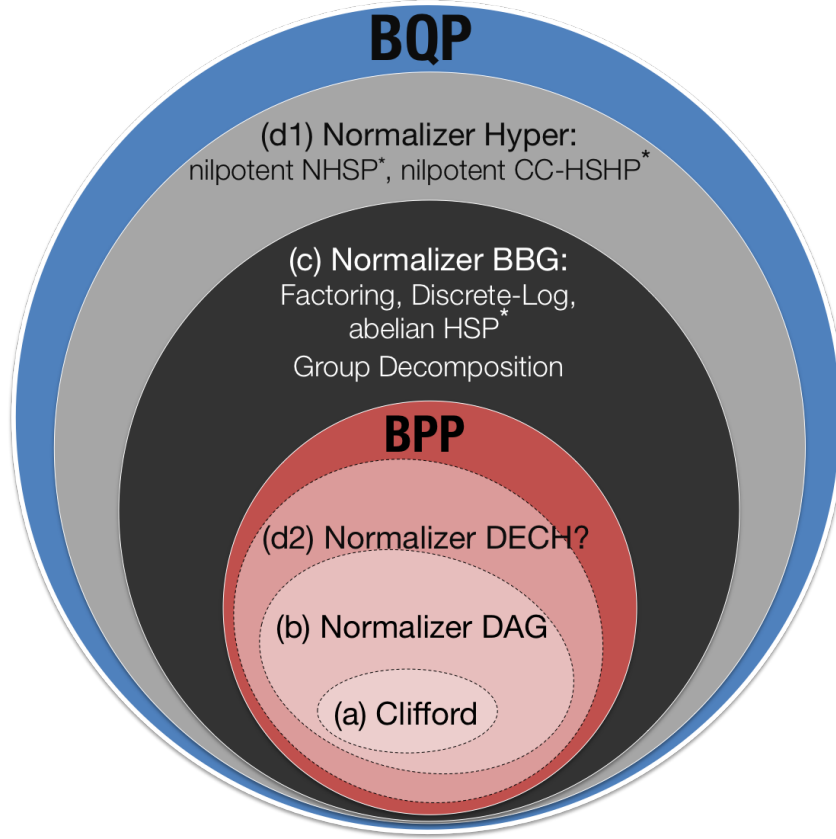 BQP
(d1) Normalizer Hyper:
nilpotent NHSP*, nilpotent CC-HSHP*
(c) Normalizer BBG:
Factoring, Discrete-Log,
abelian HSP*
Group Decomposition
BPP
(d2) Normalizer DECH?
(b) Normalizer DAG
(a) Clifford